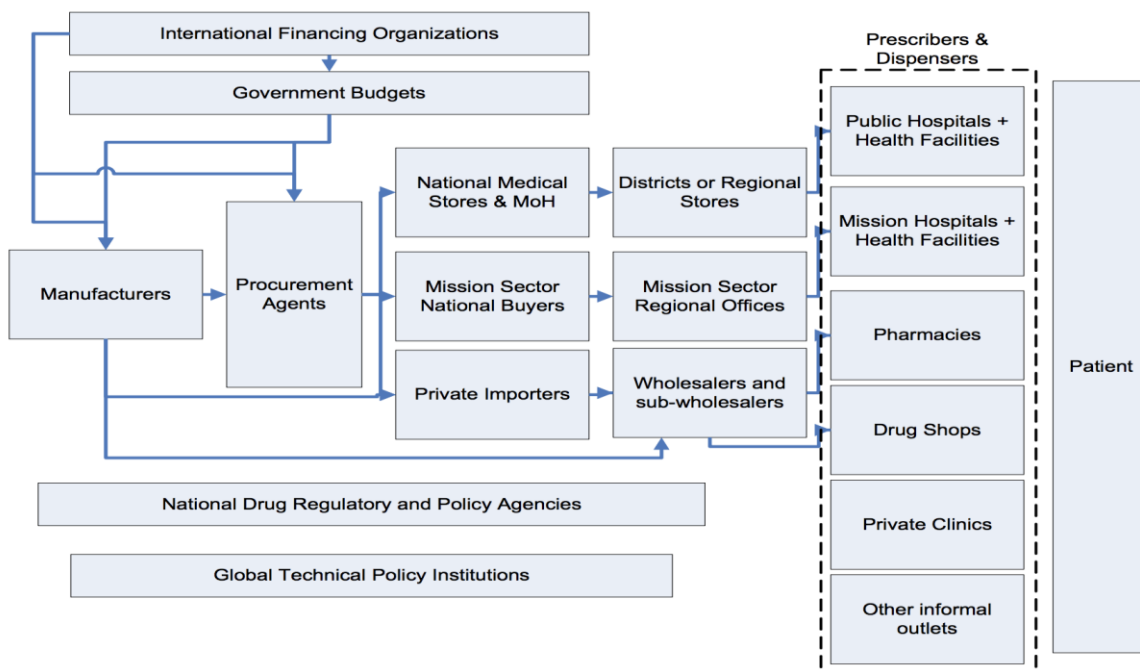 International Financing Organizations
Government Budgets
Prescribers &
Dispensers
Public Hospitals +
Health Facilities
National Medical
Stores & MoH
Districts or Regional
Stores
Mission Hospitals +
Health Facilities
Manufacturers
Procurement
Agents
Mission Sector
National Buyers
Mission Sector
Regional Offices
Pharmacies
Patient
Private Importers
Wholesalers and
sub-wholesalers
Drug Shops
National Drug Regulatory and Policy Agencies
Private Clinics
Global Technical Policy Institutions
Other informal
outlets